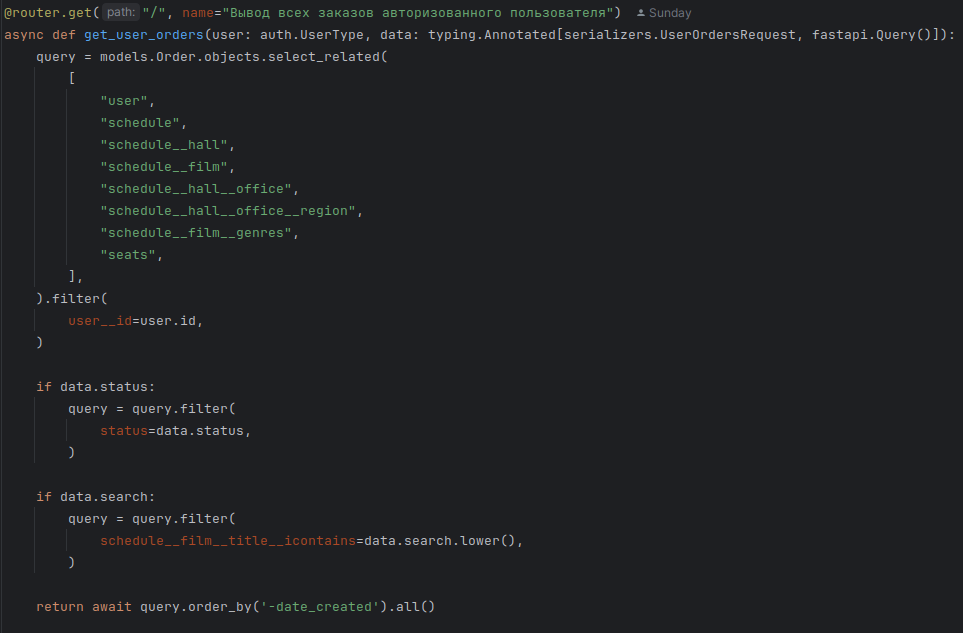 @router.get( path: "/", name="Вывод всех заказов авторизованного пользователя") Sunday
async def get_user_orders(user: auth.UserType, data: typing.Annotated[serializers.UserOrdersRequest, fastapi.Query()]):
    query = models.Order.objects.select_related(
        [
            "user",
            "schedule",
            "schedule__hall",
            "schedule__film",
            "schedule__hall__office",
            "schedule__hall__office__region",
            "schedule__film__genres",
            "seats",
        ],
    ).filter(
        user__id=user.id,
    )
    if data.status:
        query = query.filter(
            status=data.status,
        )
    if data.search:
        query = query.filter(
            schedule__film__title__icontains=data.search.lower(),
        )
    return await query.order_by('-date_created').all()